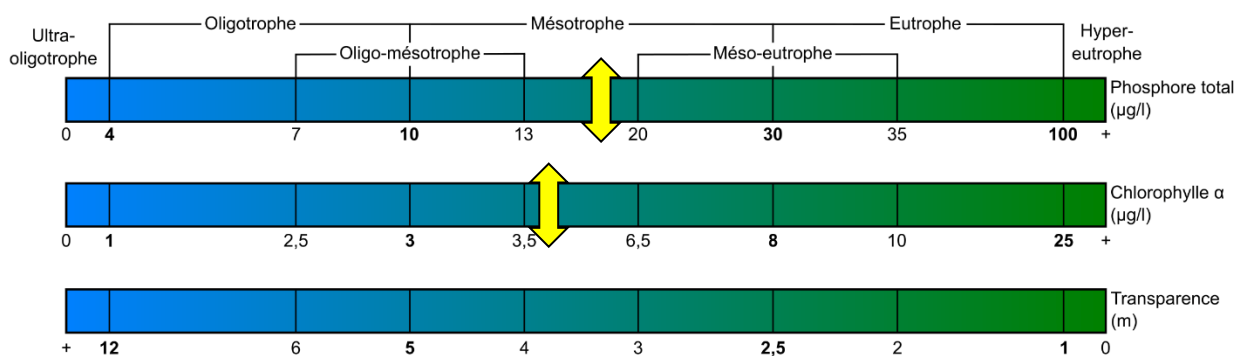 Ultra-
oligotrophe
Oligotrophe
Mésotrophe
Eutrophe
Hyper-
eutrophe
Oligo-mésotrophe
Méso-eutrophe
Phosphore total
(µg/l)
0 4 7 10 13 20 30 35 100 +
Chlorophylle α
(µg/l)
0 1 2,5 3 3,5 6,5 8 10 25 +
Transparence
(m)
+ 12 6 5 4 3 2,5 2 1 0